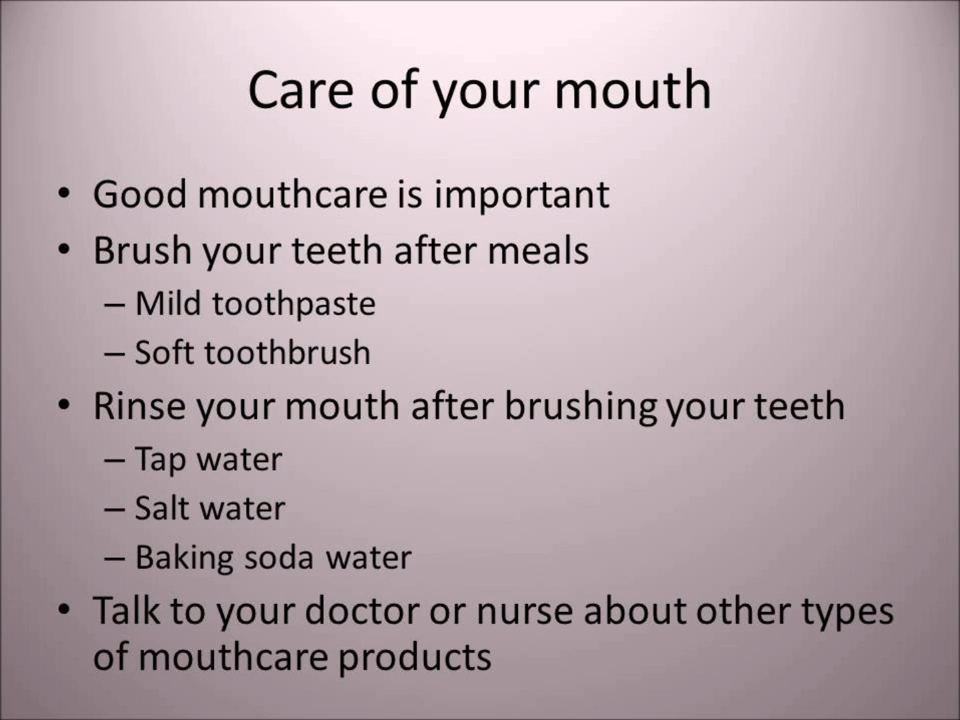 Care of your mouth
• Good mouthcare is important
• Brush your teeth after meals
– Mild toothpaste
– Soft toothbrush
• Rinse your mouth after brushing your teeth
– Tap water
– Salt water
– Baking soda water
• Talk to your doctor or nurse about other types
of mouthcare products